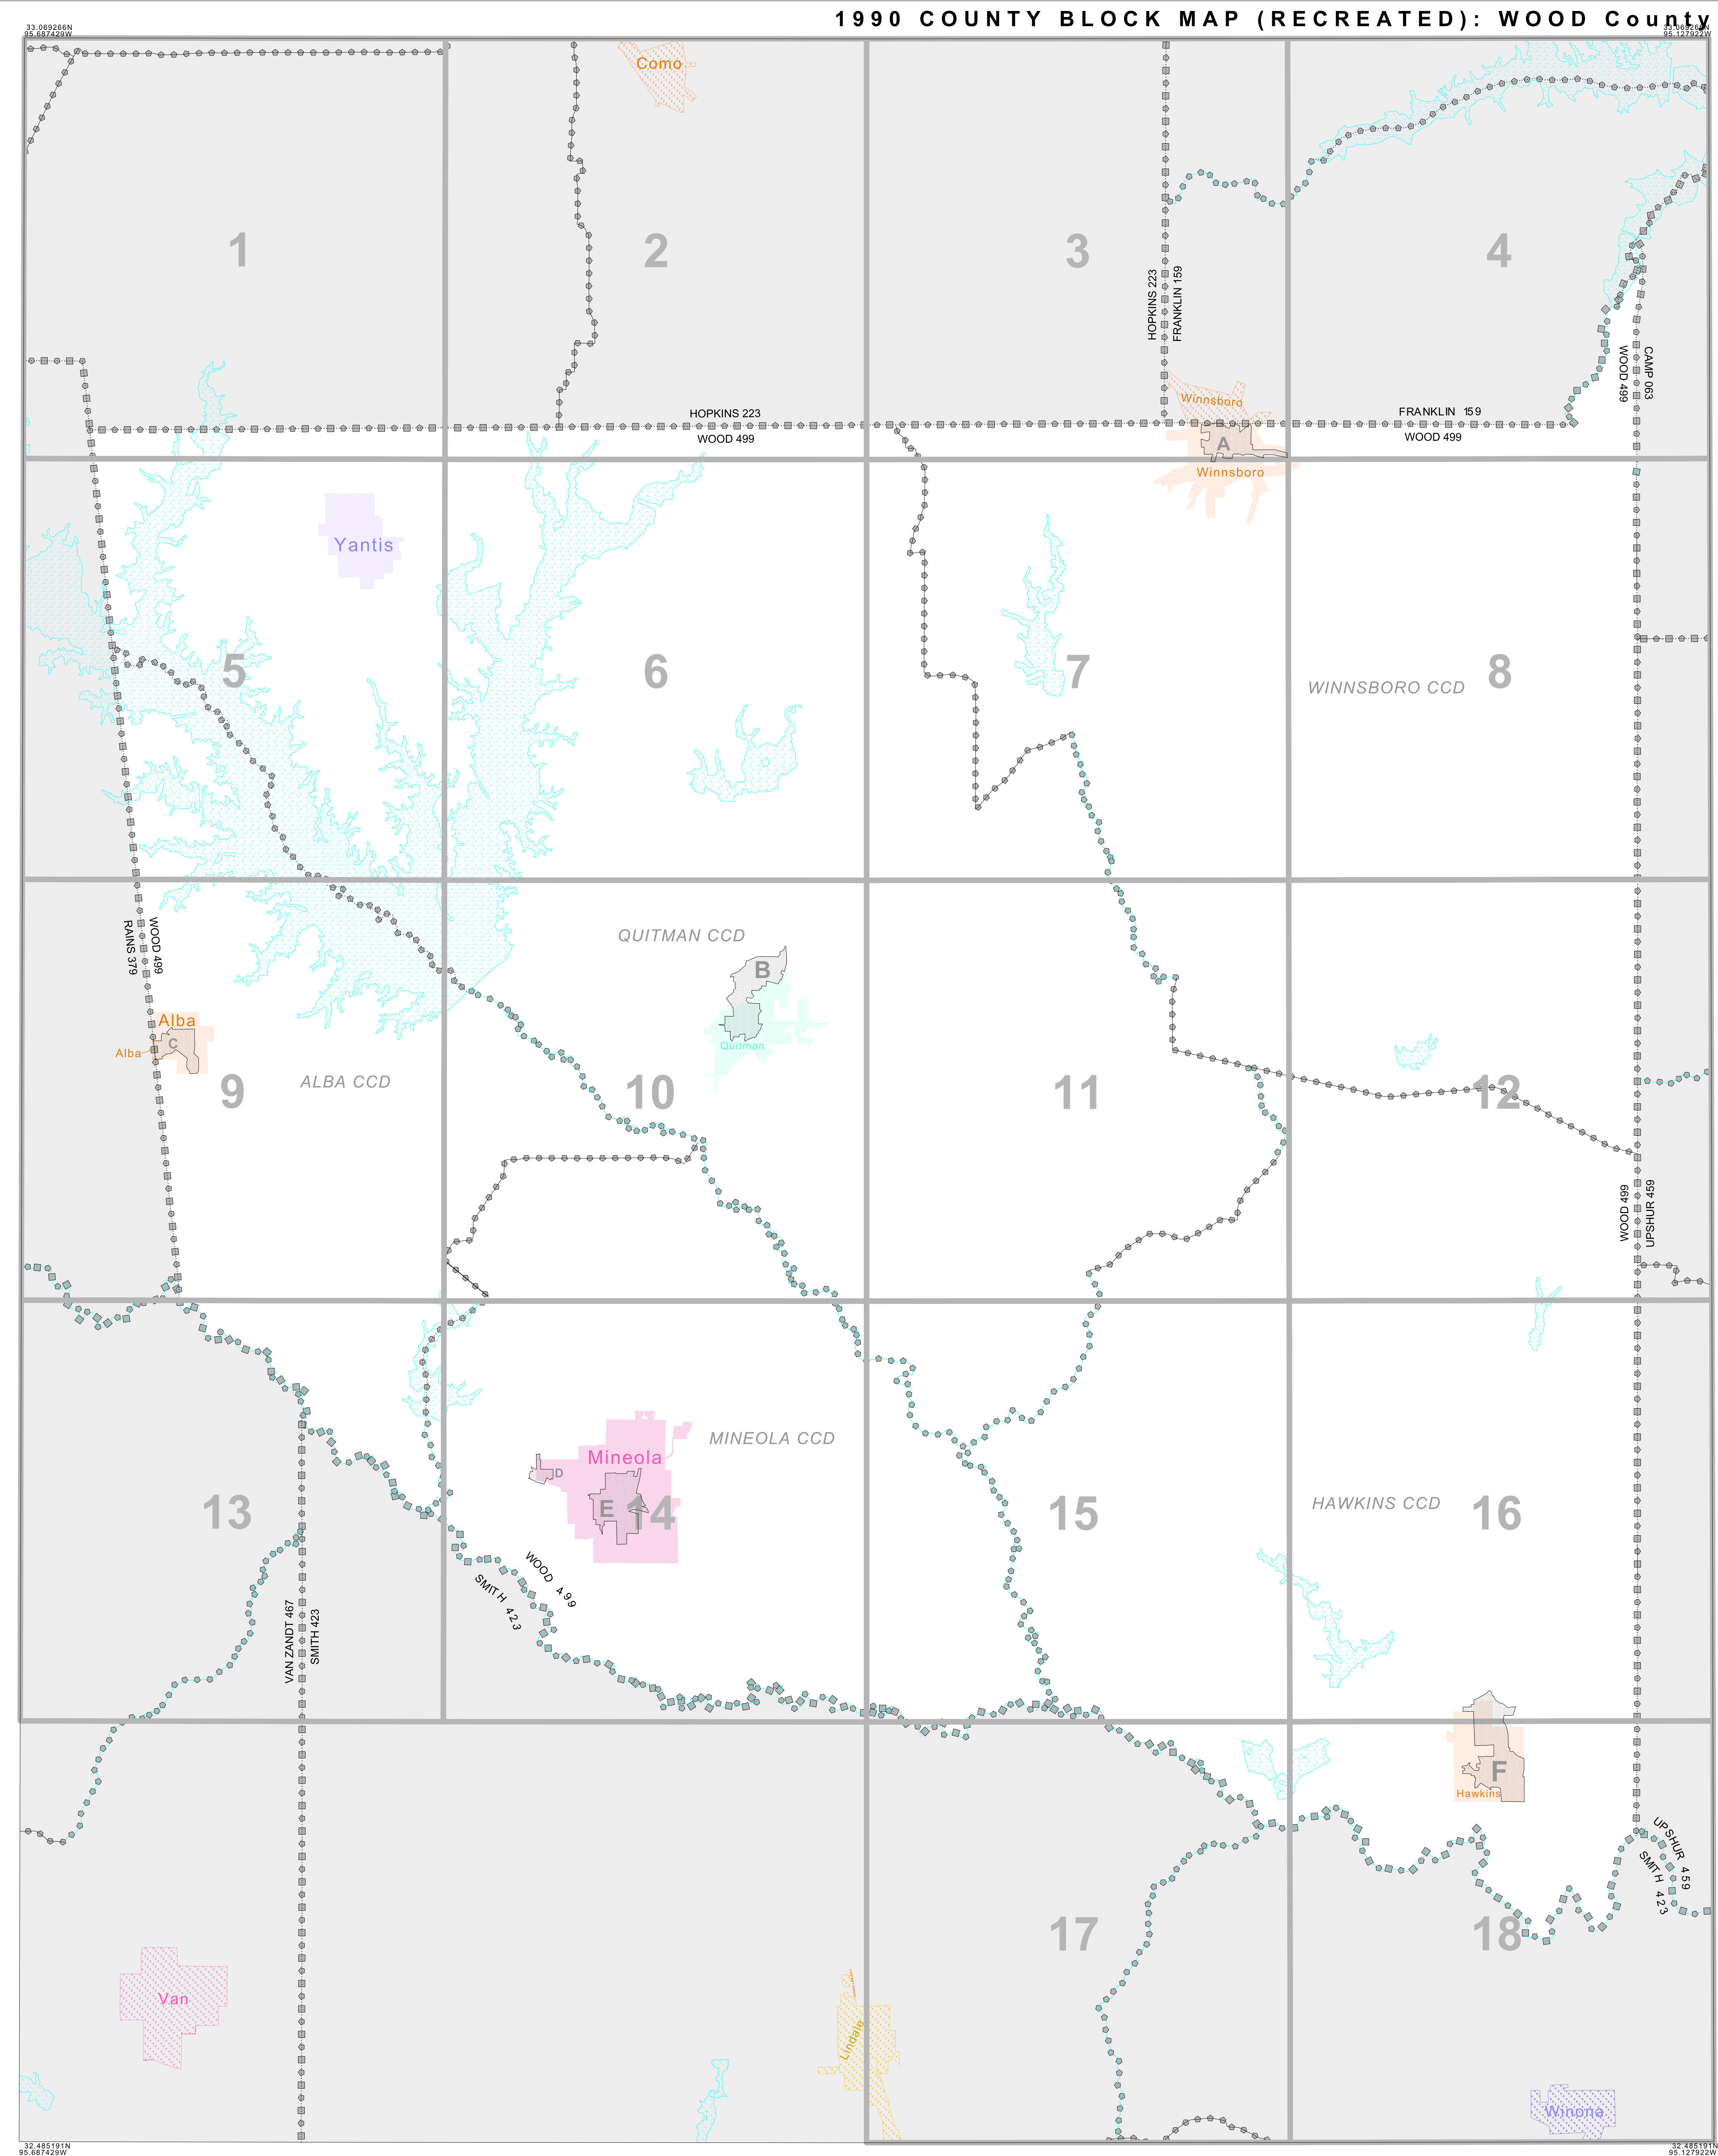 1990 COUNTY BLOCK MAP (RECREATED): WOOD County
33.069266N
95.687429W
95.127922W
Como
1
2
3
4
HOPKINS 223
FRANKLIN 159
WOOD 499
CAMP 063
Winnsboro
HOPKINS 223
WOOD 499
FRANKLIN 159
WOOD 499
A
Winnsboro
Yantis
5
6
7
8
WINNSBORO CCD
RAINS 379
WOOD 499
QUITMAN CCD
B
Quitman
Alba
Alba
C
ALBA CCD
9
10
11
12
WOOD 499
UPSHUR 459
MINEOLA CCD
Mineola
D
E
13
14
15
16
HAWKINS CCD
WOOD 499
SMITH 423
VAN ZANDT 467
SMITH 423
F
Hawkins
UPSHUR 459
SMITH 423
17
18
Van
Lindale
Winona
32.485191N
95.687429W
32.485191N
95.127922W